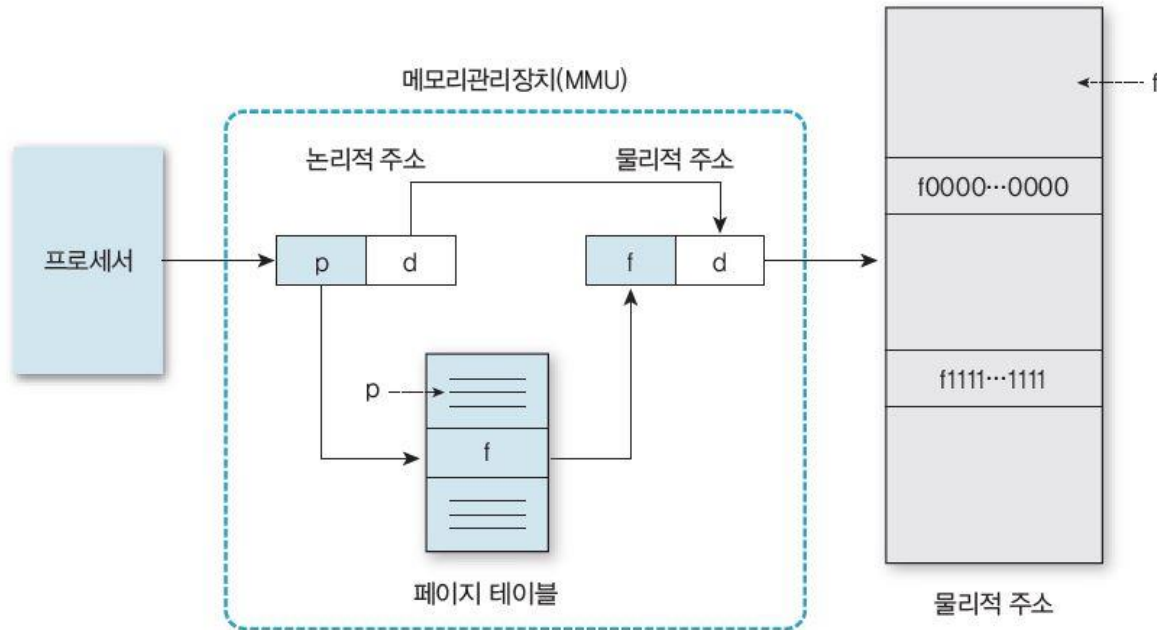 메모리관리장치(MMU)
프로세서
논리적 주소
물리적 주소
p
d
f
d
p
f
페이지 테이블
f
f0000···0000
f1111···1111
물리적 주소